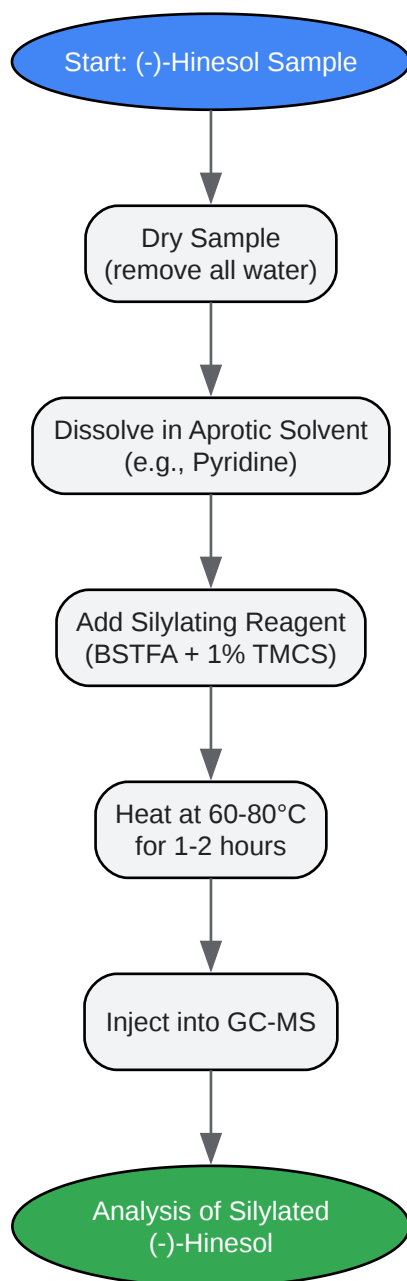 Start: (-)-Hinesol Sample
Dry Sample
(remove all water)
Dissolve in Aprotic Solvent
(e.g., Pyridine)
Add Silylating Reagent
(BSTFA + 1% TMCS)
Heat at 60-80°C
for 1-2 hours
Inject into GC-MS
Analysis of Silylated
(-)-Hinesol